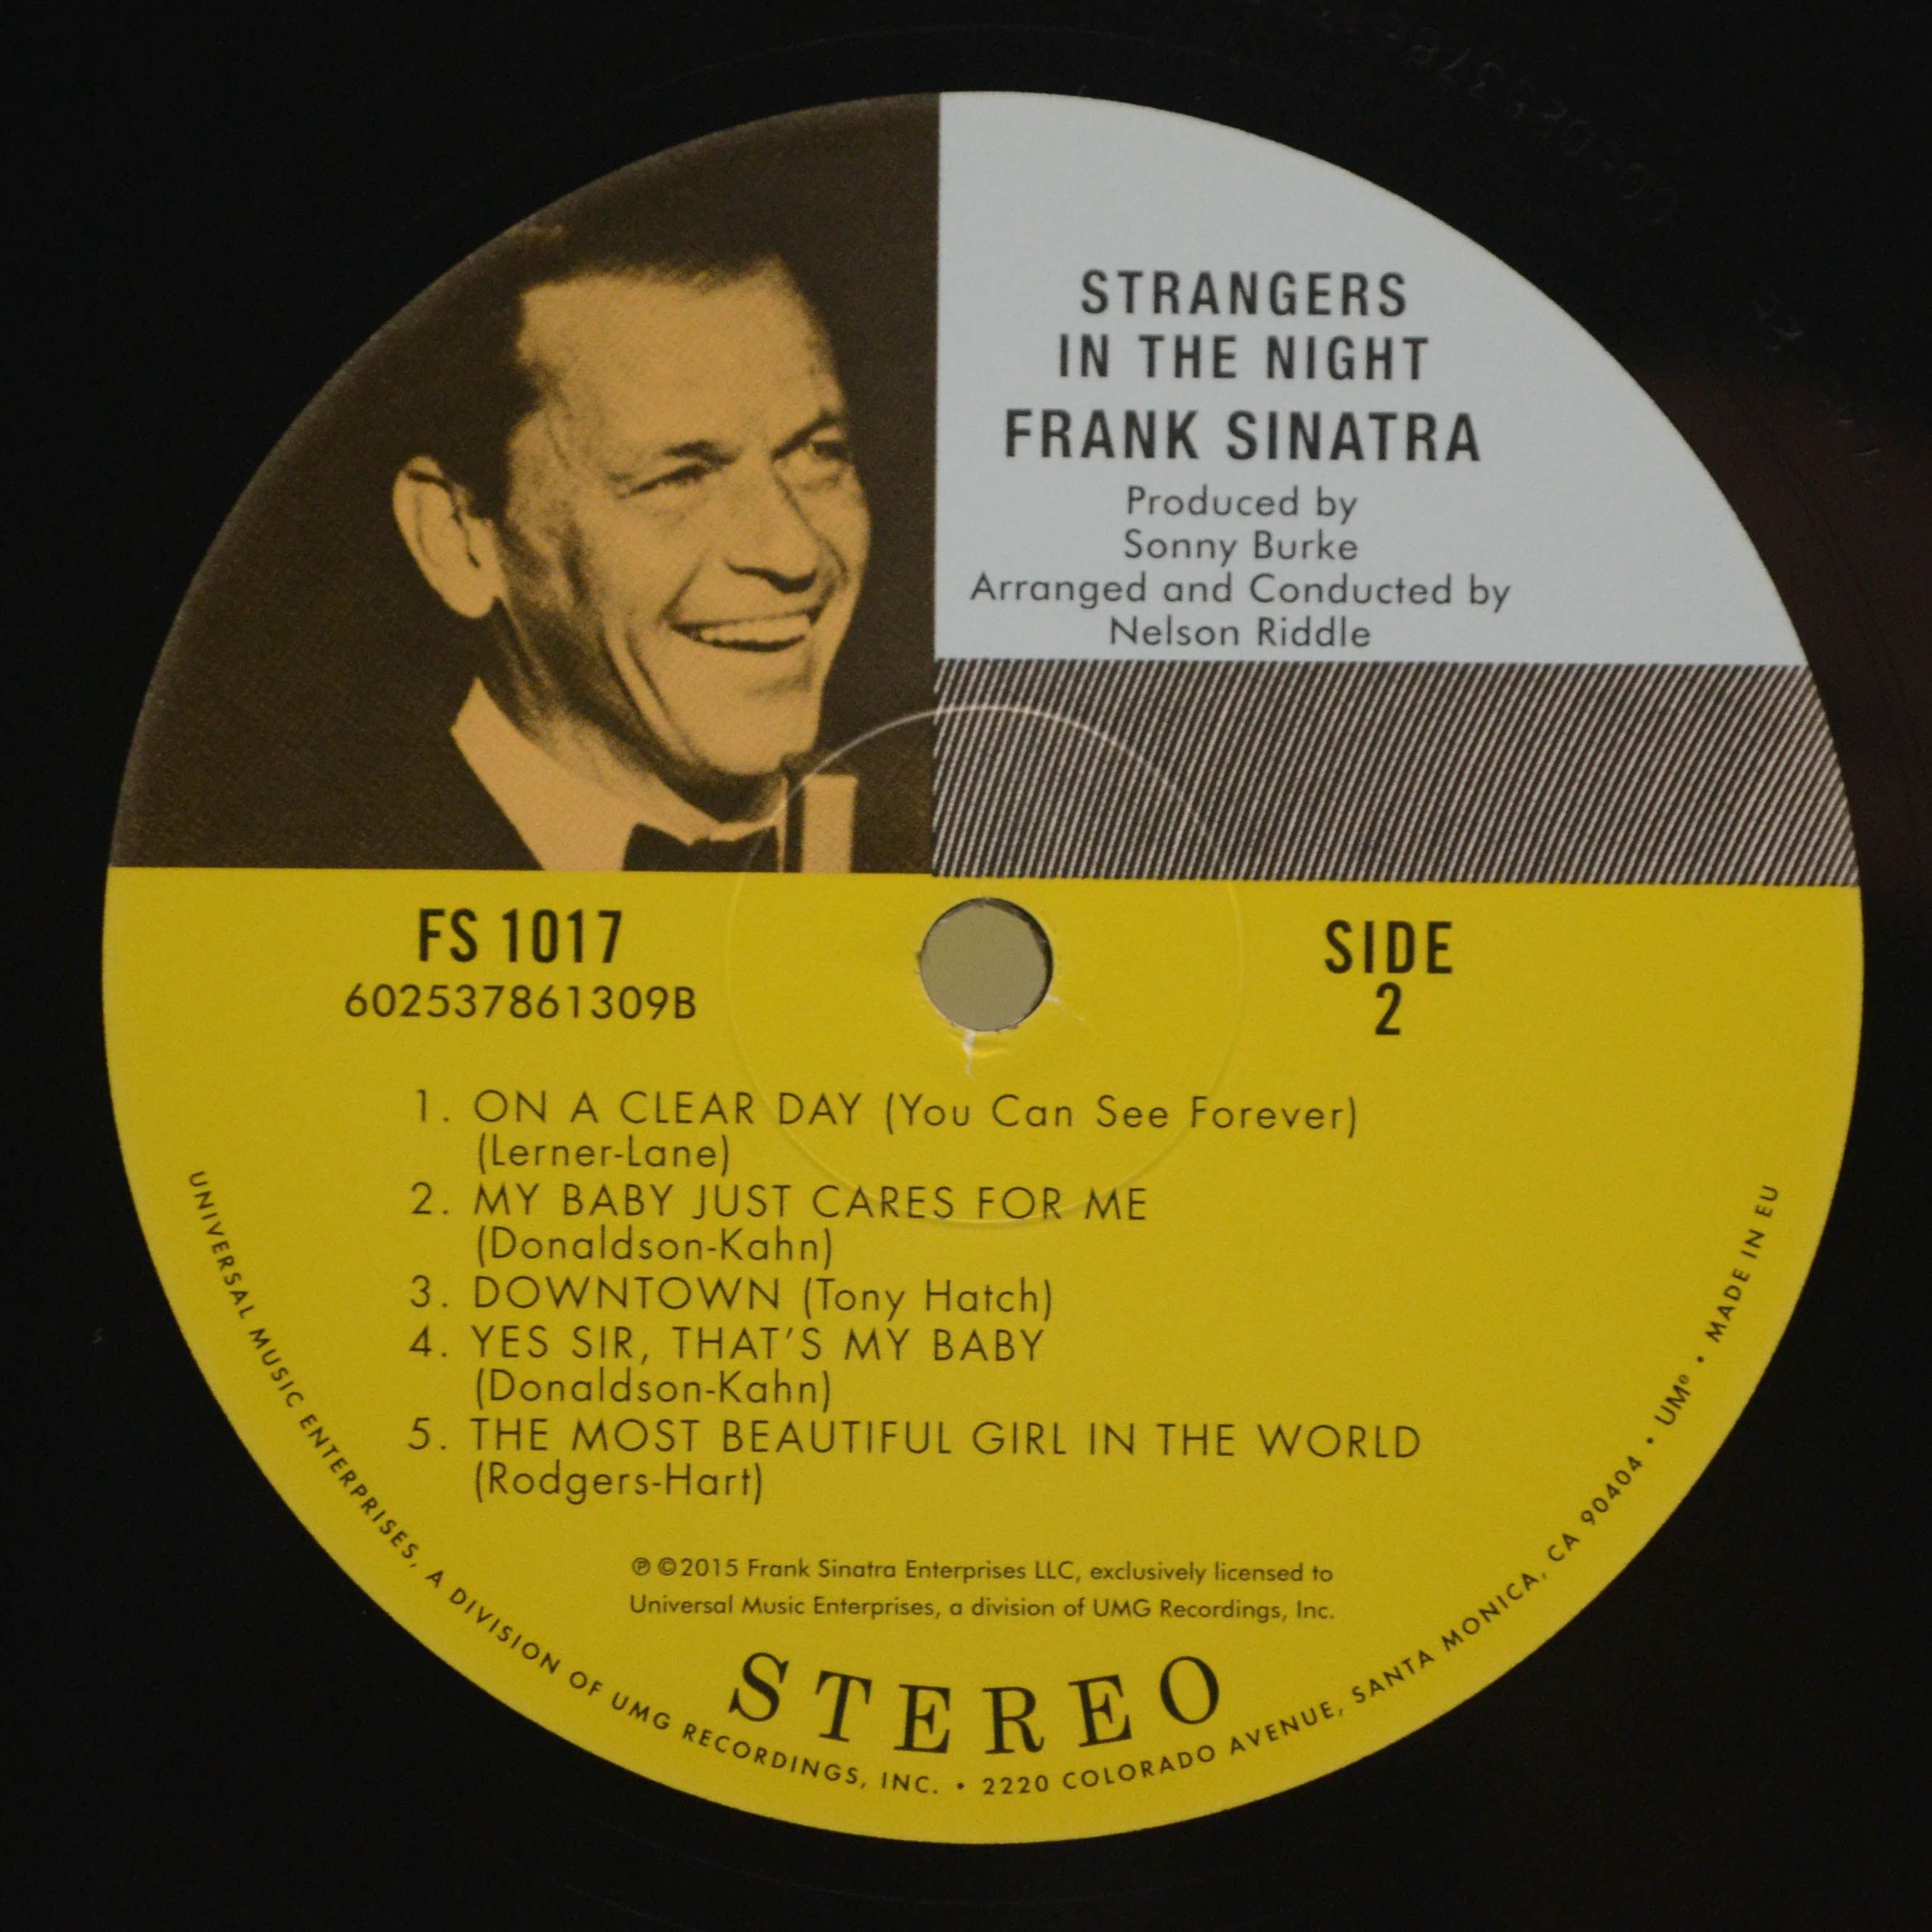 STRANGERS
IN THE NIGHT
FRANK SINATRA
Produced by
Sonny Burke
Arranged and Conducted by
Nelson Riddle
FS 1017
602537861309B
SIDE
2
1. ON A CLEAR DAY (You Can See Forever)
(Lerner-Lane)
2. MY BABY JUST CARES FOR ME
(Donaldson-Kahn)
3. DOWNTOWN (Tony Hatch)
4. YES SIR, THAT'S MY BABY
(Donaldson-Kahn)
5. THE MOST BEAUTIFUL GIRL IN THE WORLD
(Rodgers-Hart)
℗ ©2015 Frank Sinatra Enterprises LLC, exclusively licensed to
Universal Music Enterprises, a division of UMG Recordings, Inc.
STEREO
UNIVERSAL MUSIC ENTERPRISES, A DIVISION OF UMG RECORDINGS, INC. • 2220 COLORADO AVENUE, SANTA MONICA, CA 90404 • UMe • MADE IN EU